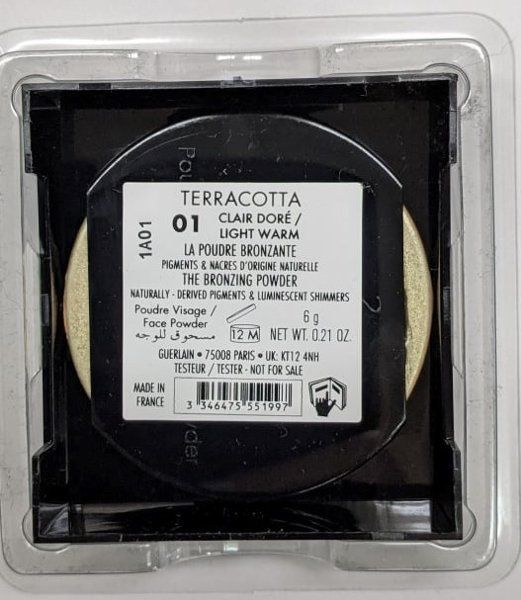 TERRACOTTA
01 CLAIR DORÉ /
LIGHT WARM
1A01
LA POUDRE BRONZANTE
PIGMENTS & NACRES D'ORIGINE NATURELLE
THE BRONZING POWDER
NATURALLY - DERIVED PIGMENTS & LUMINESCENT SHIMMERS
Poudre Visage /
Face Powder
مسحوق للوجه
12 M
6 g
NET WT. 0.21 OZ.
GUERLAIN • 75008 PARIS • UK: KT12 4NH
TESTEUR / TESTER - NOT FOR SALE
MADE IN
FRANCE
3 346475 551997